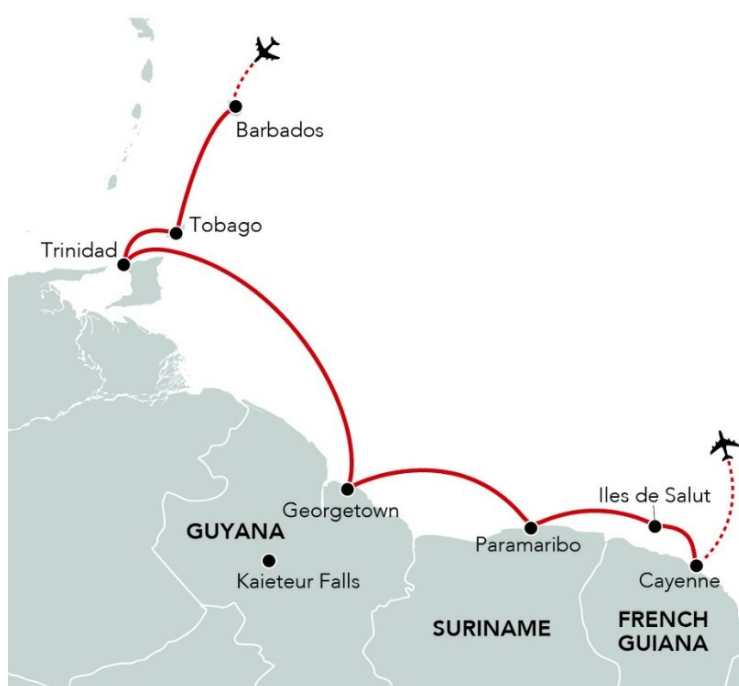 Barbados
Tobago
Trinidad
Georgetown
GUYANA
Kaieteur Falls
Iles de Salut
Paramaribo
Cayenne
SURINAME
FRENCH
GUIANA